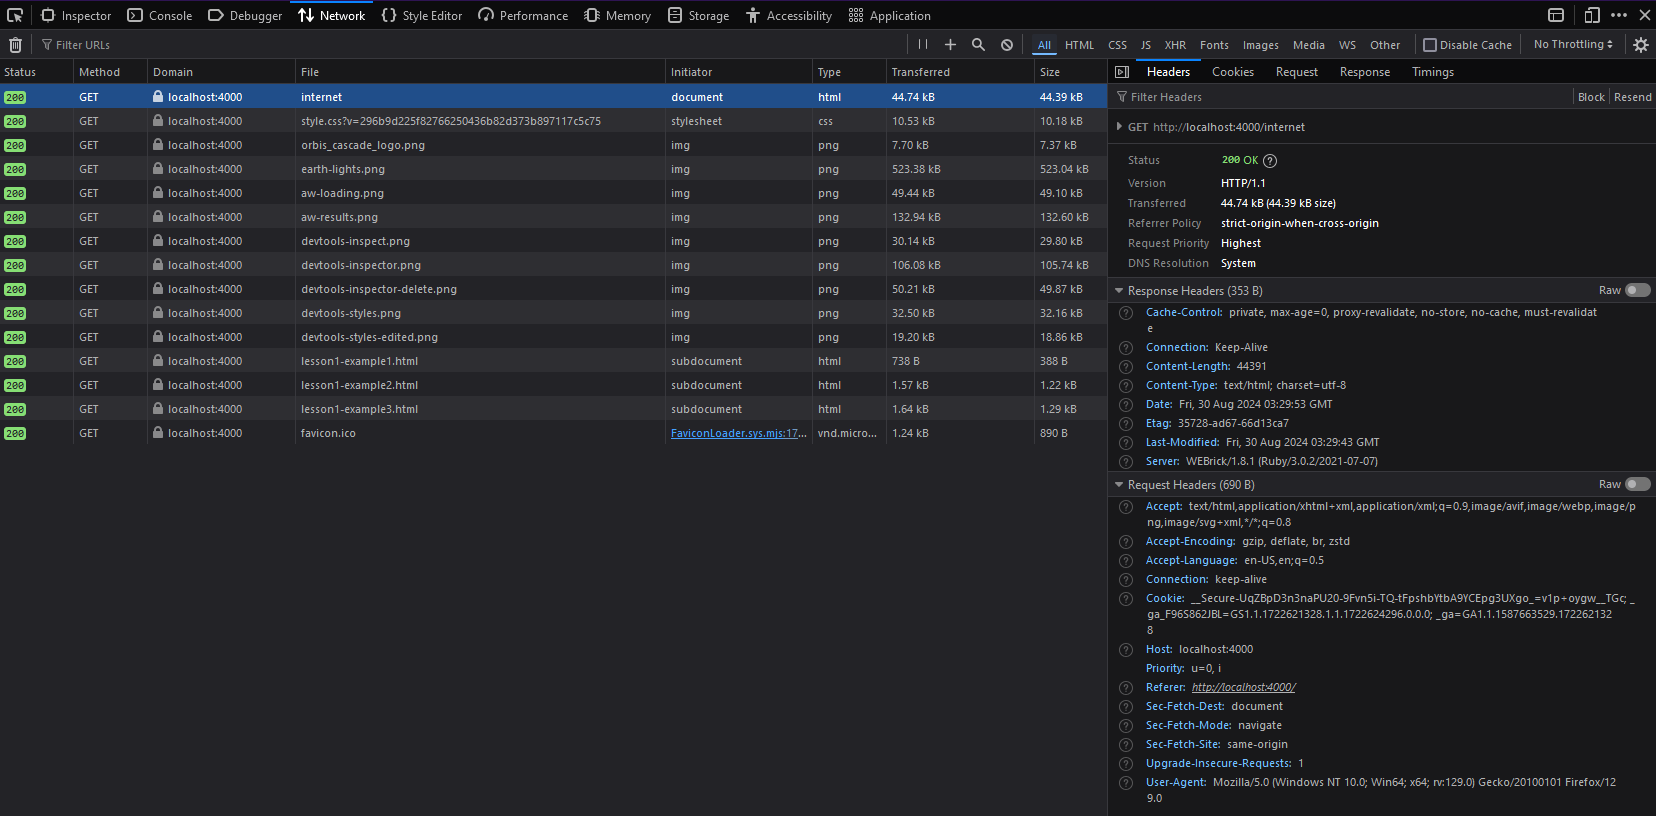 Inspector Console Debugger Network Style Editor Performance Memory Storage Accessibility Application
Filter URLs All HTML CSS JS XHR Fonts Images Media WS Other Disable Cache No Throttling
Status Method Domain File Initiator Type Transferred Size
200 GET localhost:4000 internet document html 44.74 kB 44.39 kB
200 GET localhost:4000 style.css?v=296b9d225f82766250436b82d373b897117c5c75 stylesheet css 10.53 kB 10.18 kB
200 GET localhost:4000 orbis_cascade_logo.png img png 7.70 kB 7.37 kB
200 GET localhost:4000 earth-lights.png img png 523.38 kB 523.04 kB
200 GET localhost:4000 aw-loading.png img png 49.44 kB 49.10 kB
200 GET localhost:4000 aw-results.png img png 132.94 kB 132.60 kB
200 GET localhost:4000 devtools-inspect.png img png 30.14 kB 29.80 kB
200 GET localhost:4000 devtools-inspector.png img png 106.08 kB 105.74 kB
200 GET localhost:4000 devtools-inspector-delete.png img png 50.21 kB 49.87 kB
200 GET localhost:4000 devtools-styles.png img png 32.50 kB 32.16 kB
200 GET localhost:4000 devtools-styles-edited.png img png 19.20 kB 18.86 kB
200 GET localhost:4000 lesson1-example1.html subdocument html 738 B 388 B
200 GET localhost:4000 lesson1-example2.html subdocument html 1.57 kB 1.22 kB
200 GET localhost:4000 lesson1-example3.html subdocument html 1.64 kB 1.29 kB
200 GET localhost:4000 favicon.ico FaviconLoader.sys.mjs:17... vnd.micro... 1.24 kB 890 B
Headers Cookies Request Response Timings
Filter Headers Block Resend
GET http://localhost:4000/internet
Status 200 OK ?
Version HTTP/1.1
Transferred 44.74 kB (44.39 kB size)
Referrer Policy strict-origin-when-cross-origin
Request Priority Highest
DNS Resolution System
Response Headers (353 B) Raw
? Cache-Control: private, max-age=0, proxy-revalidate, no-store, no-cache, must-revalidat
e
? Connection: Keep-Alive
? Content-Length: 44391
? Content-Type: text/html; charset=utf-8
? Date: Fri, 30 Aug 2024 03:29:53 GMT
? Etag: 35728-ad67-66d13ca7
? Last-Modified: Fri, 30 Aug 2024 03:29:43 GMT
? Server: WEBrick/1.8.1 (Ruby/3.0.2/2021-07-07)
Request Headers (690 B) Raw
? Accept: text/html,application/xhtml+xml,application/xml;q=0.9,image/avif,image/webp,image/p
ng,image/svg+xml,*/*;q=0.8
? Accept-Encoding: gzip, deflate, br, zstd
? Accept-Language: en-US,en;q=0.5
? Connection: keep-alive
? Cookie: __Secure-UqZBpD3n3naPU20-9Fvn5i-TQ-tFpshbYtbA9YCEpg3UXgo_=v1p+oygw__TGc; _
ga_F96S862JBL=GS1.1.1722621328.1.1.1722624296.0.0.0; _ga=GA1.1.1587663529.172262132
8
? Host: localhost:4000
Priority: u=0, i
? Referer: http://localhost:4000/
? Sec-Fetch-Dest: document
? Sec-Fetch-Mode: navigate
? Sec-Fetch-Site: same-origin
? Upgrade-Insecure-Requests: 1
? User-Agent: Mozilla/5.0 (Windows NT 10.0; Win64; x64; rv:129.0) Gecko/20100101 Firefox/12
9.0